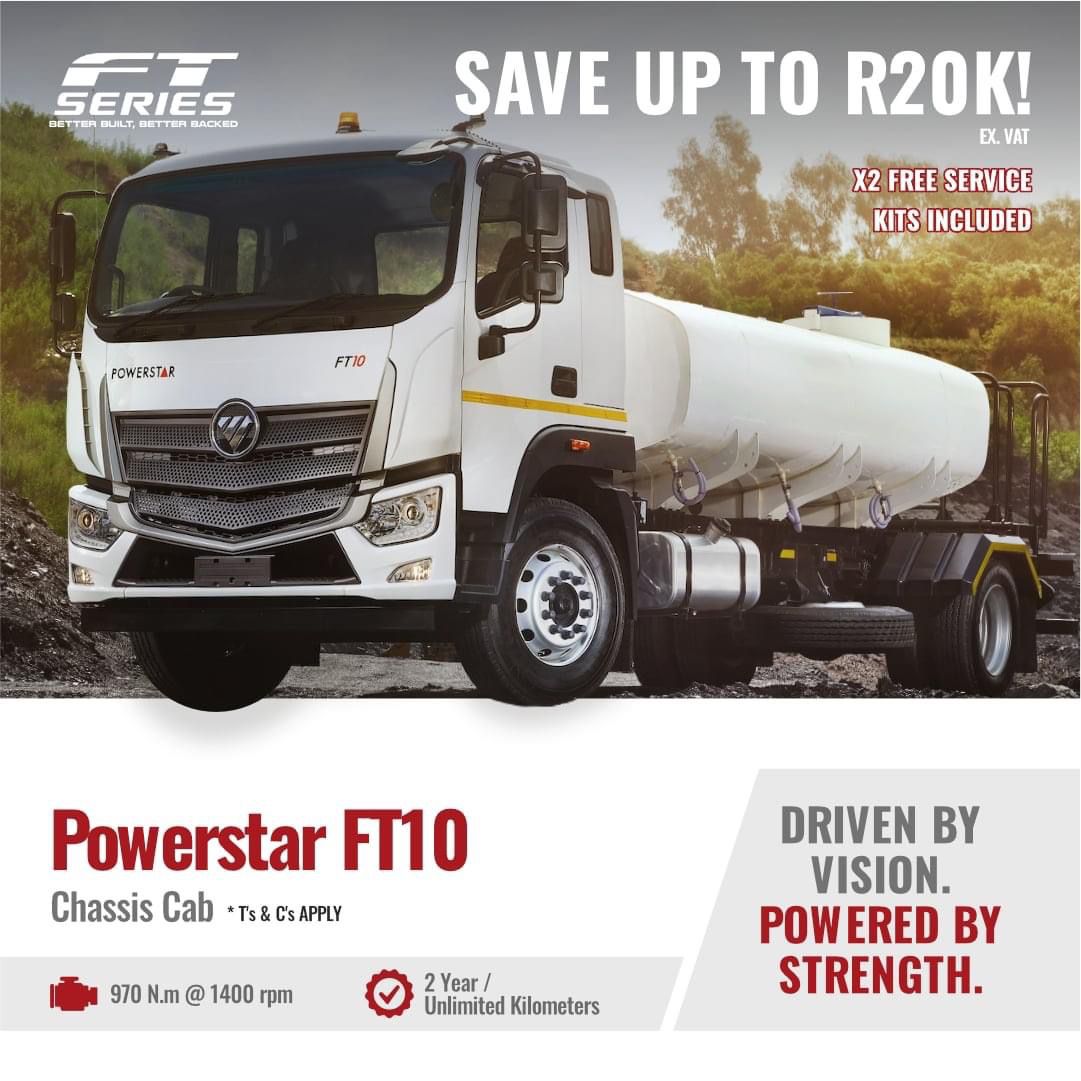 FT
SERIES
BETTER BUILT, BETTER BACKED
SAVE UP TO R20K!
EX. VAT
X2 FREE SERVICE
KITS INCLUDED
POWERSTAR
FT10
Powerstar FT10
Chassis Cab * T's & C's APPLY
970 N.m @ 1400 rpm
2 Year /
Unlimited Kilometers
DRIVEN BY
VISION.
POWERED BY
STRENGTH.